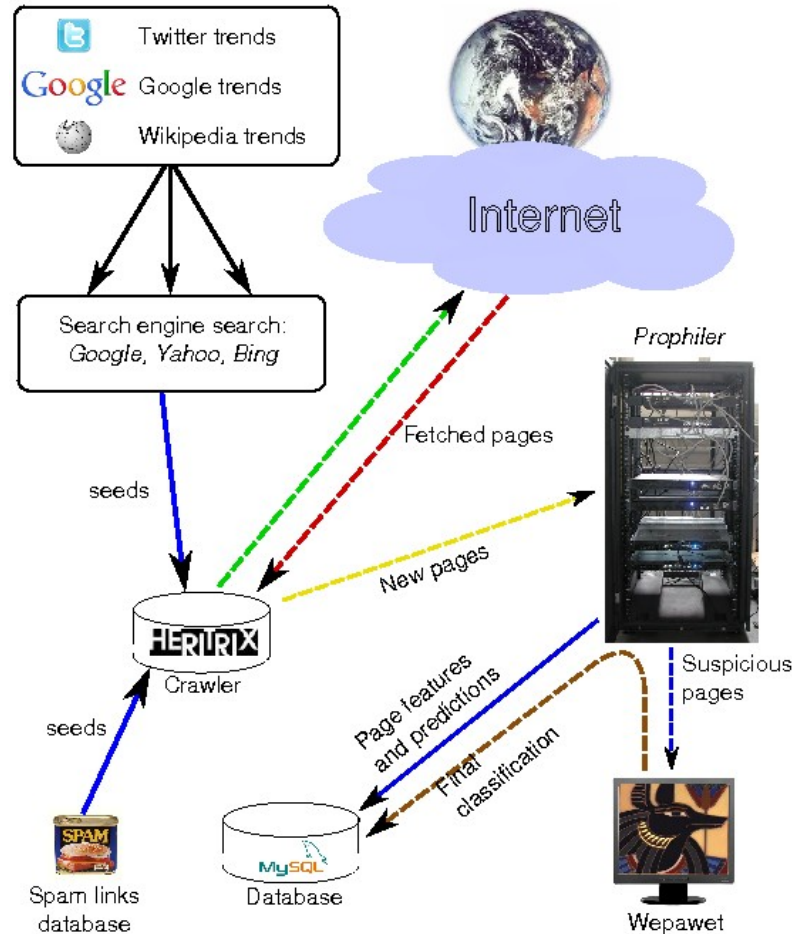 Twitter trends
Google Google trends
Wikipedia trends
Internet
Search engine search:
Google, Yahoo, Bing
Prophiler
Fetched pages
seeds
New pages
HERITRIX
Crawler
Suspicious
pages
Page features
and predictions
Final
classification
seeds
SPAM
Spam links
database
MySQL
Database
Wepawet